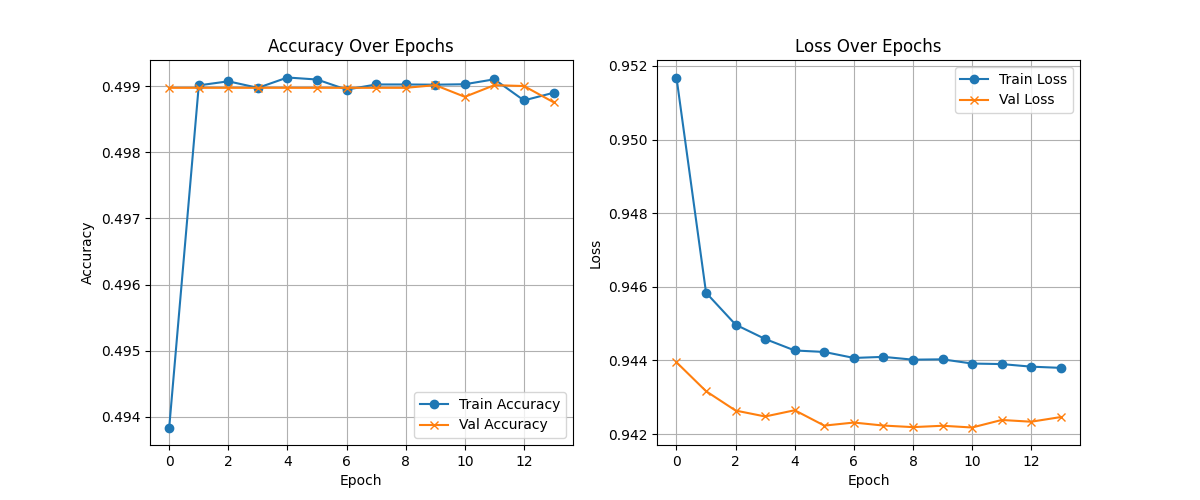 Accuracy Over Epochs
0.499
0.498
0.497
0.496
0.495
0.494
Accuracy
0 2 4 6 8 10 12
Epoch
Train Accuracy
Val Accuracy
Loss Over Epochs
0.952
0.950
0.948
0.946
0.944
0.942
Loss
0 2 4 6 8 10 12
Epoch
Train Loss
Val Loss